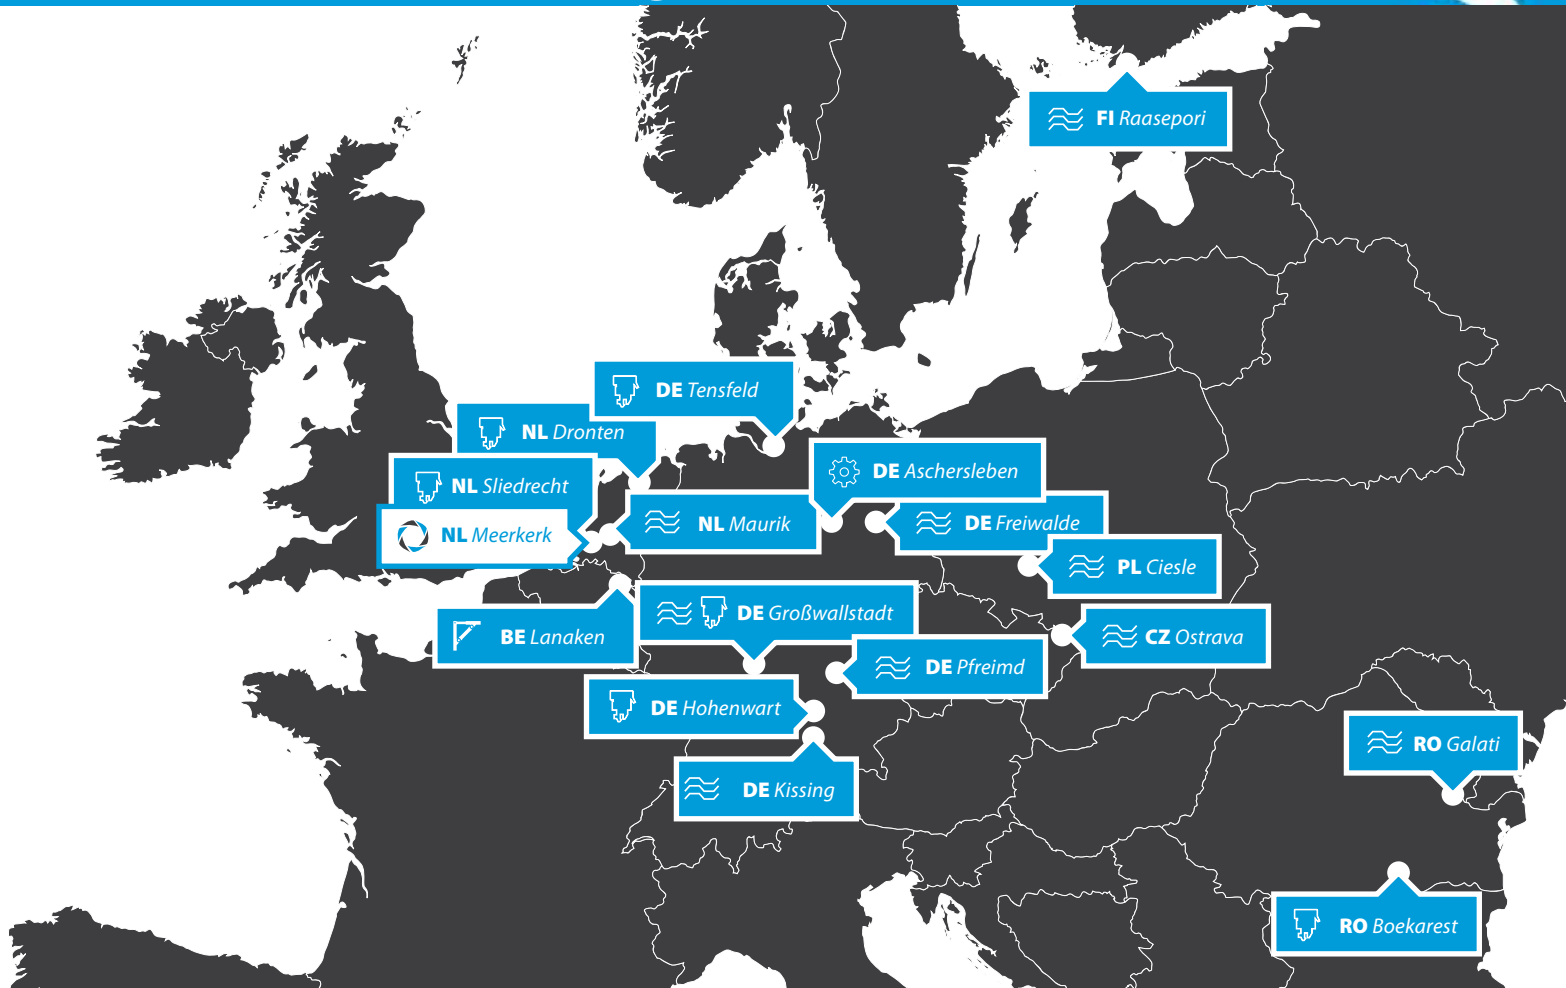 FI Raasepori
DE Tensfeld
NL Dronten
DE Aschersleben
NL Sliedrecht
NL Maurik
DE Freiwalde
NL Meerkerk
PL Ciesle
DE Großwallstadt
BE Lanaken
CZ Ostrava
DE Pfreimd
DE Hohenwart
RO Galati
DE Kissing
RO Boekarest